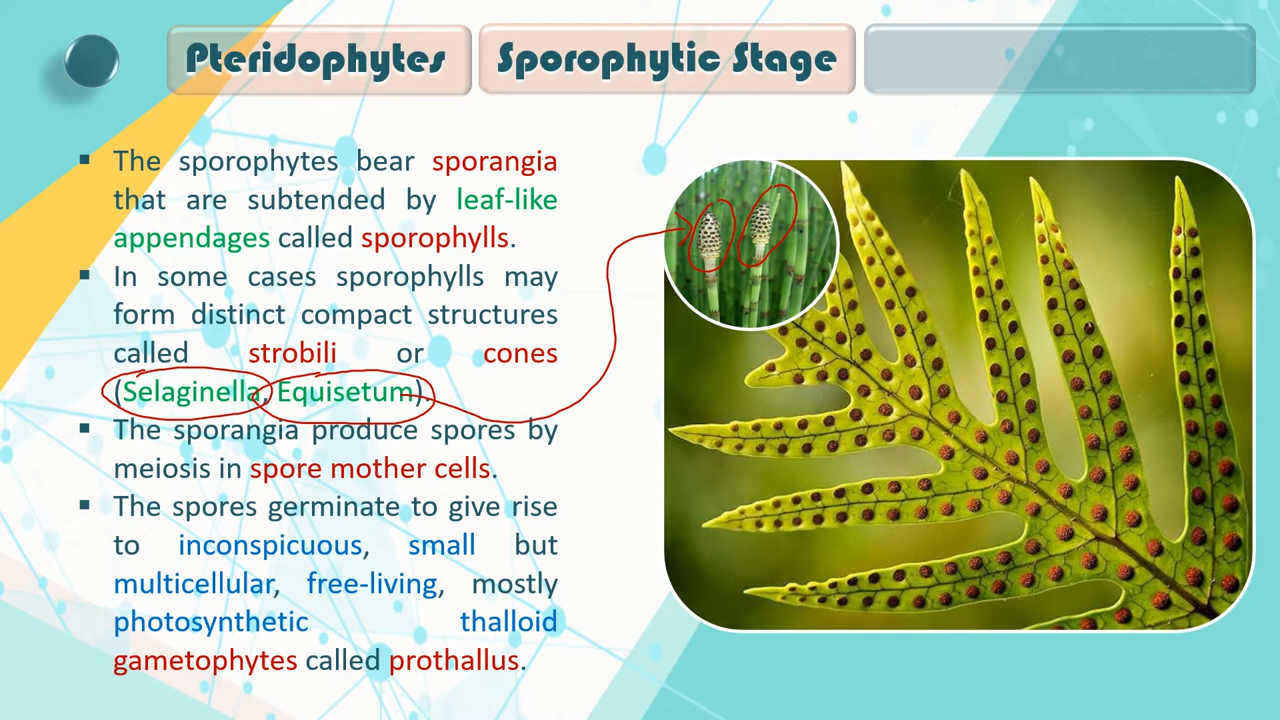 Pteridophytes
Sporophytic Stage
▪ The sporophytes bear sporangia
that are subtended by leaf-like
appendages called sporophylls.
▪ In some cases sporophylls may
form distinct compact structures
called strobili or cones
(Selaginella, Equisetum).
▪ The sporangia produce spores by
meiosis in spore mother cells.
▪ The spores germinate to give rise
to inconspicuous, small but
multicellular, free-living, mostly
photosynthetic thalloid
gametophytes called prothallus.